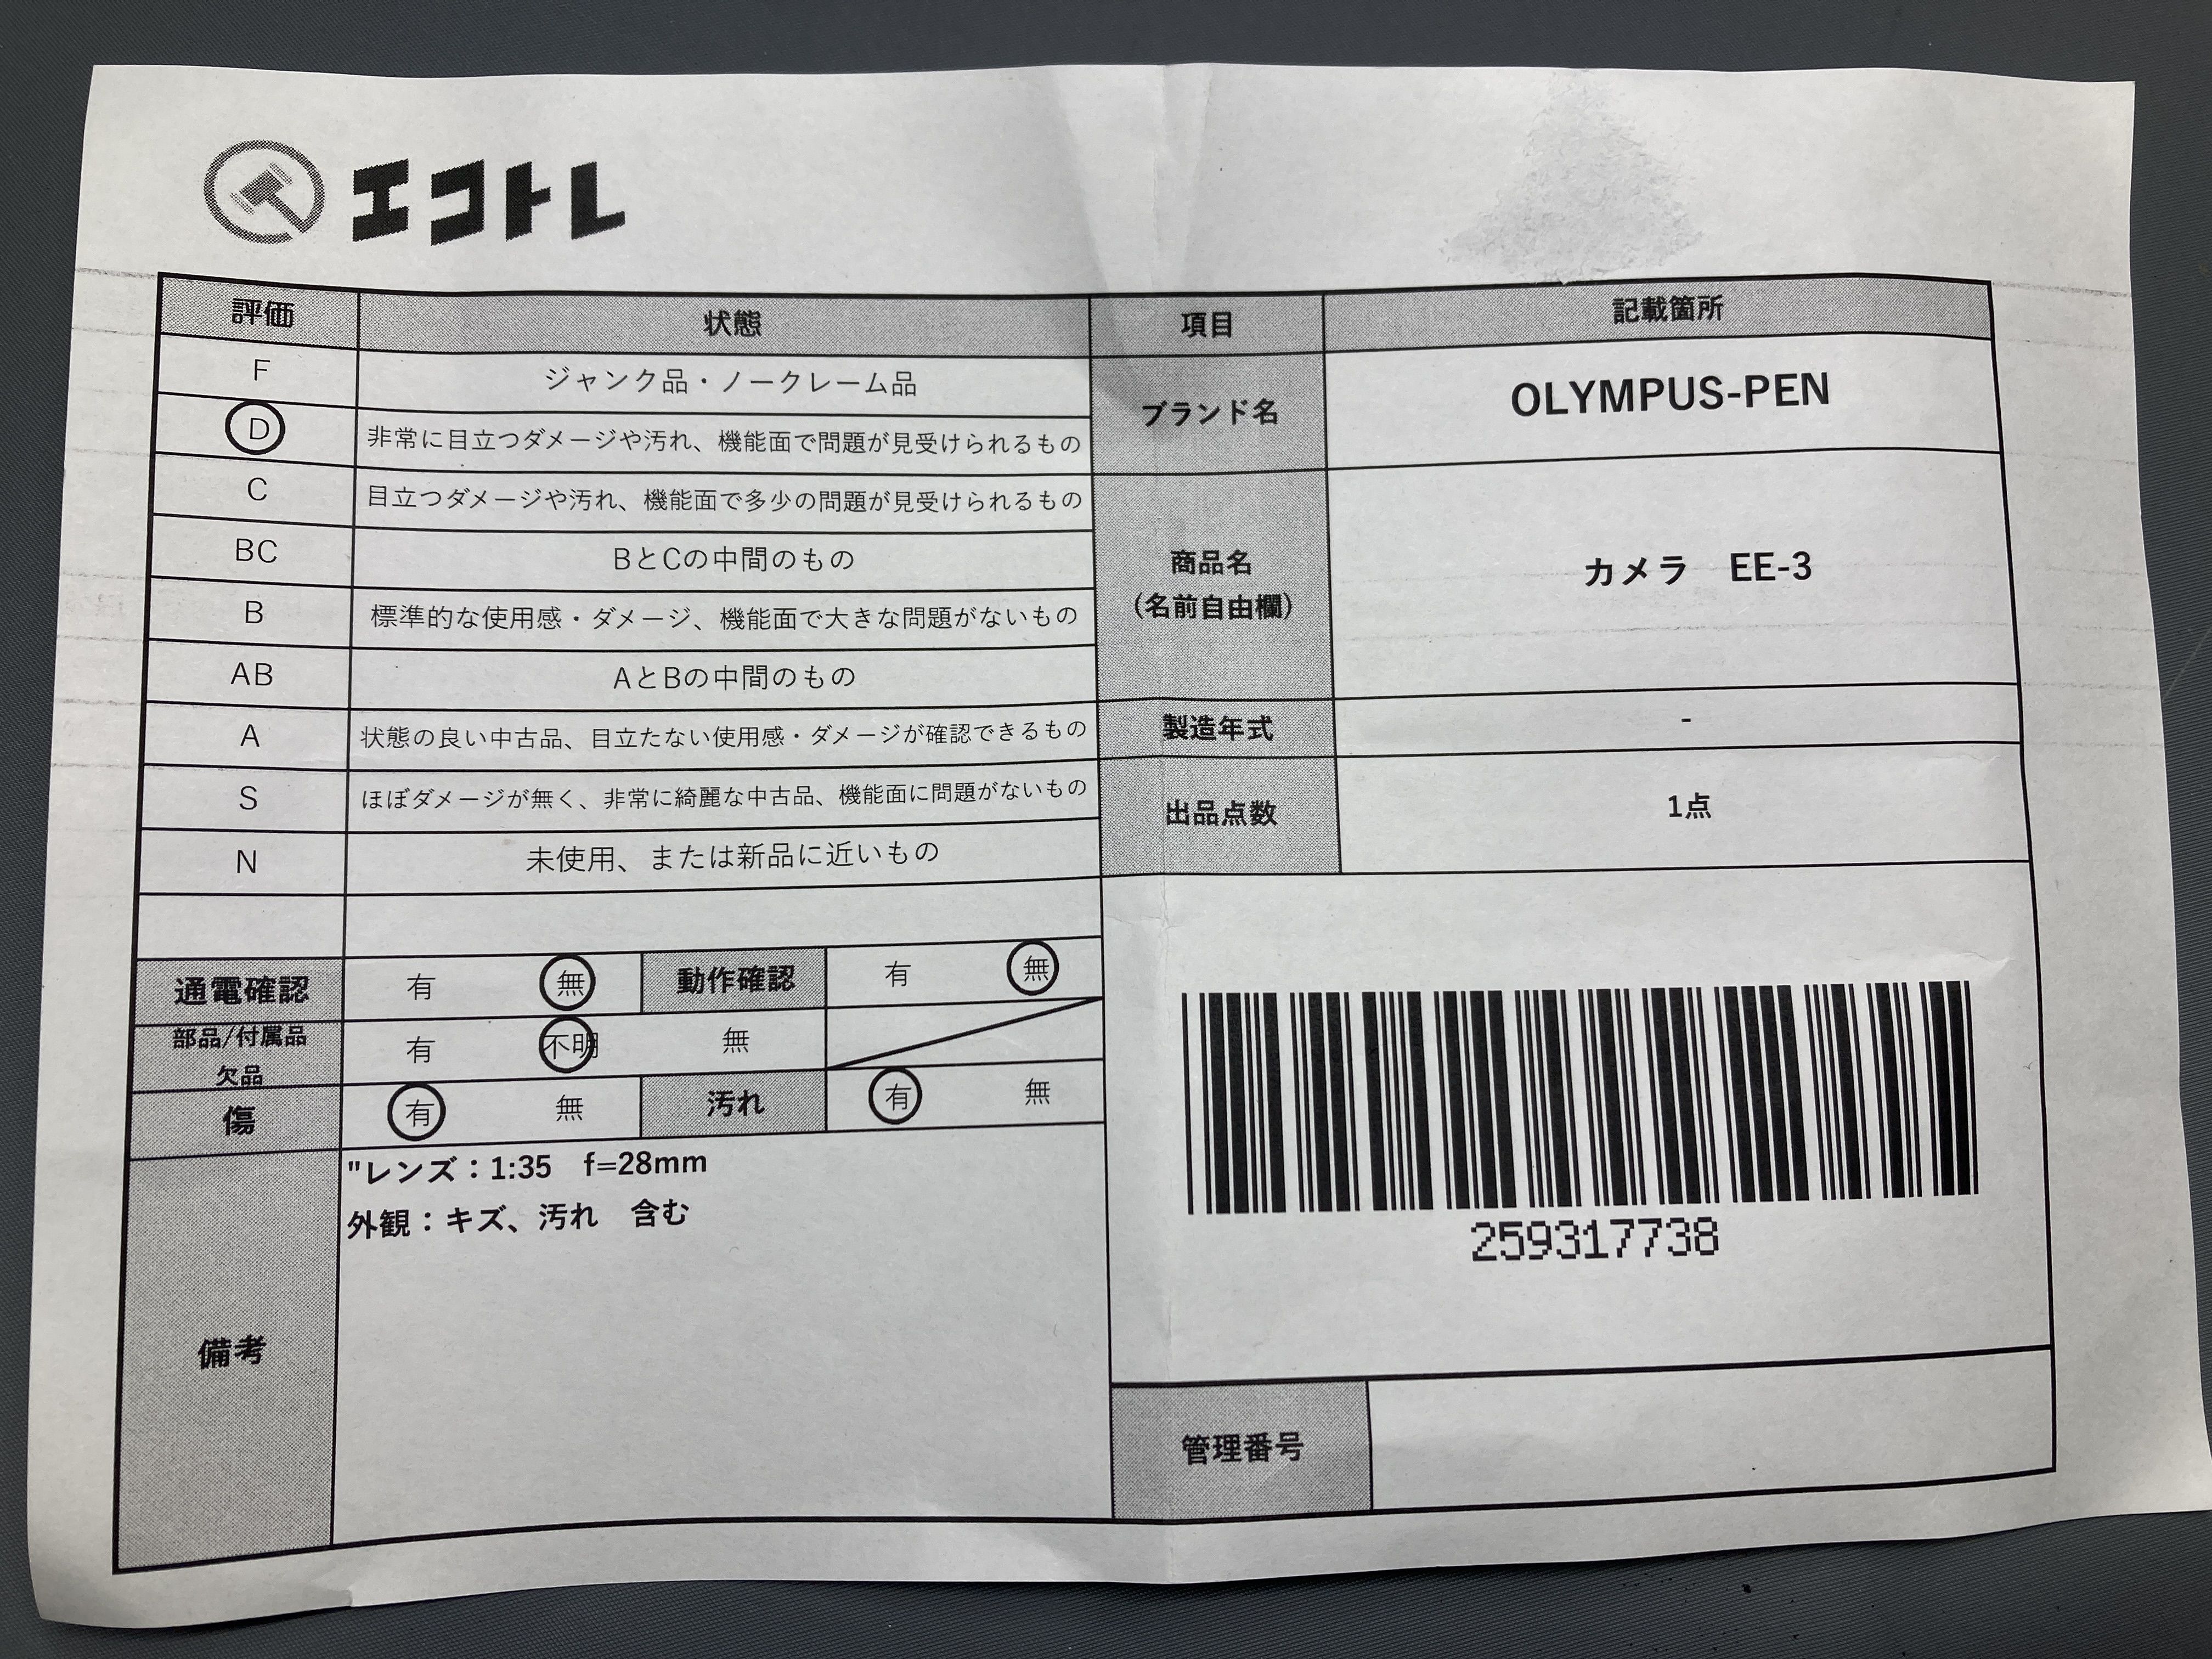 エコトレ
評価 状態
F ジャンク品・ノークレーム品
D 非常に目立つダメージや汚れ、機能面で問題が見受けられるもの
C 目立つダメージや汚れ、機能面で多少の問題が見受けられるもの
BC BとCの中間のもの
B 標準的な使用感・ダメージ、機能面で大きな問題がないもの
AB AとBの中間のもの
A 状態の良い中古品、目立たない使用感・ダメージが確認できるもの
S ほぼダメージが無く、非常に綺麗な中古品、機能面に問題がないもの
N 未使用、または新品に近いもの
通電確認 有 無 動作確認 有 無
部品/付属品
欠品 有 不明 無
傷 有 無 汚れ 有 無
備考
"レンズ：1:35 f=28mm
外観：キズ、汚れ 含む
項目 記載箇所
ブランド名 OLYMPUS-PEN
商品名
(名前自由欄)
カメラ EE-3
製造年式 -
出品点数 1点
259317738
管理番号